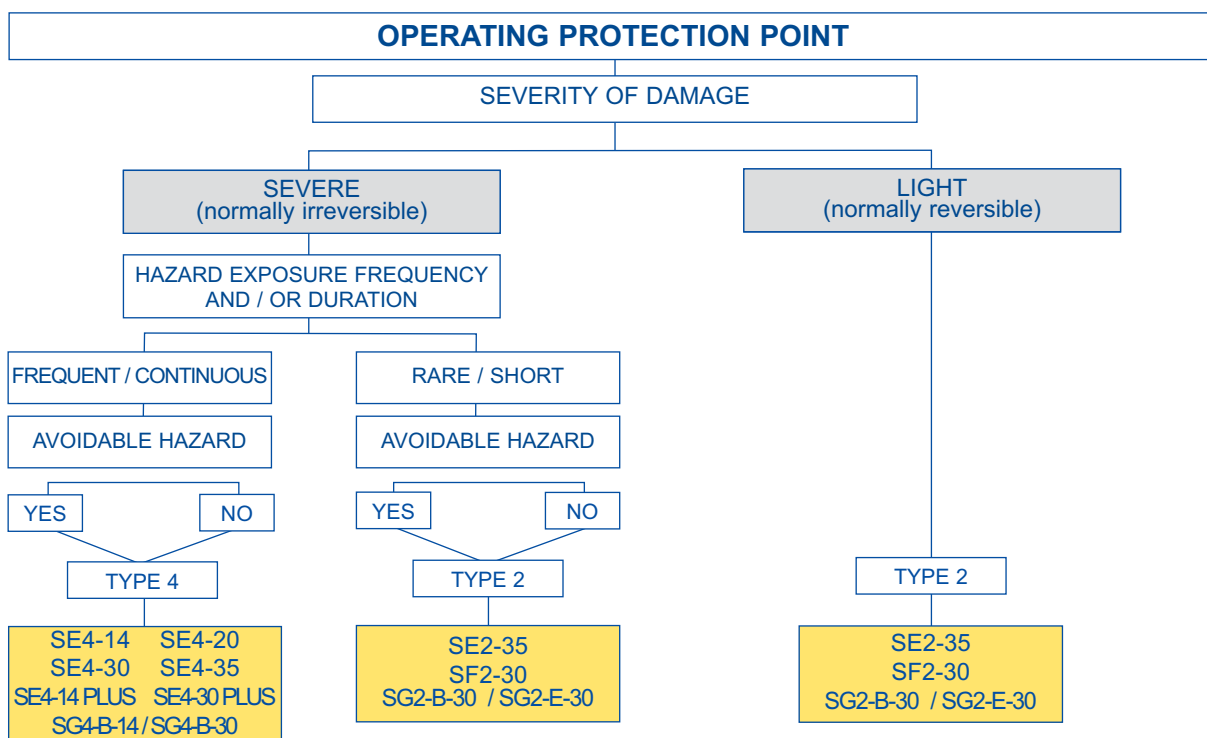 OPERATING PROTECTION POINT
SEVERITY OF DAMAGE
SEVERE
(normally irreversible)
LIGHT
(normally reversible)
HAZARD EXPOSURE FREQUENCY
AND / OR DURATION
FREQUENT / CONTINUOUS
RARE / SHORT
AVOIDABLE HAZARD
AVOIDABLE HAZARD
YES
NO
YES
NO
TYPE 4
TYPE 2
TYPE 2
SE4-14 SE4-20
SE4-30 SE4-35
SE4-14 PLUS SE4-30 PLUS
SG4-B-14 / SG4-B-30
SE2-35
SF2-30
SG2-B-30 / SG2-E-30
SE2-35
SF2-30
SG2-B-30 / SG2-E-30